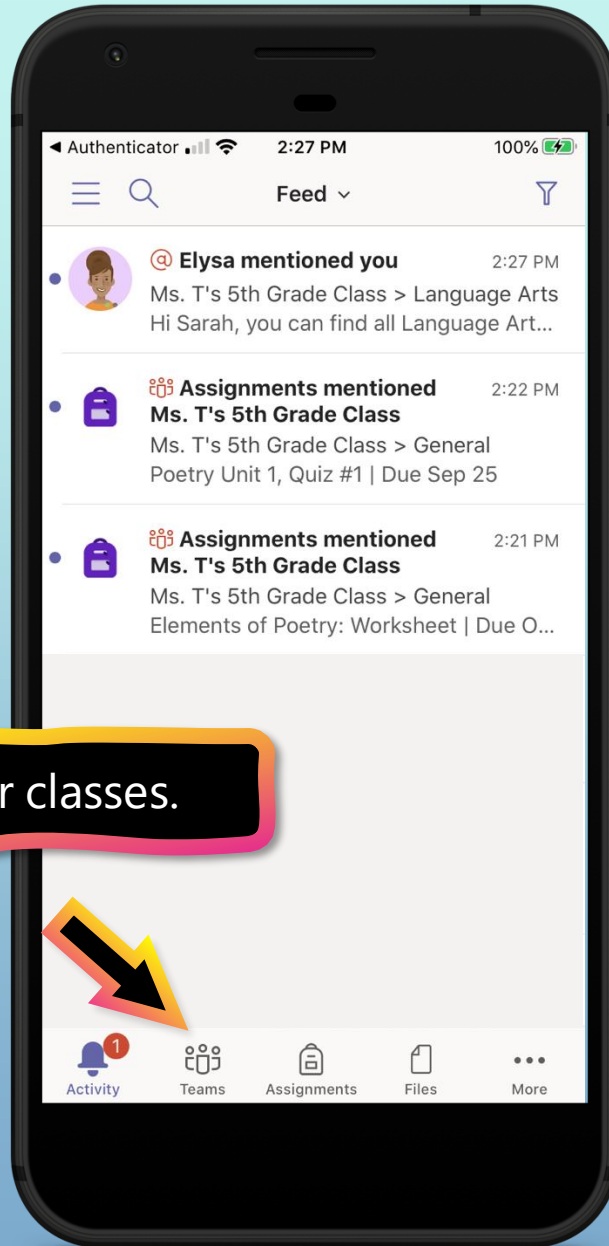 Authenticator 2:27 PM 100%
Feed
@ Elysa mentioned you 2:27 PM
Ms. T's 5th Grade Class > Language Arts
Hi Sarah, you can find all Language Art...
Assignments mentioned 2:22 PM
Ms. T's 5th Grade Class
Ms. T's 5th Grade Class > General
Poetry Unit 1, Quiz #1 | Due Sep 25
Assignments mentioned 2:21 PM
Ms. T's 5th Grade Class
Ms. T's 5th Grade Class > General
Elements of Poetry: Worksheet | Due O...
r classes.
1
Activity Teams Assignments Files More